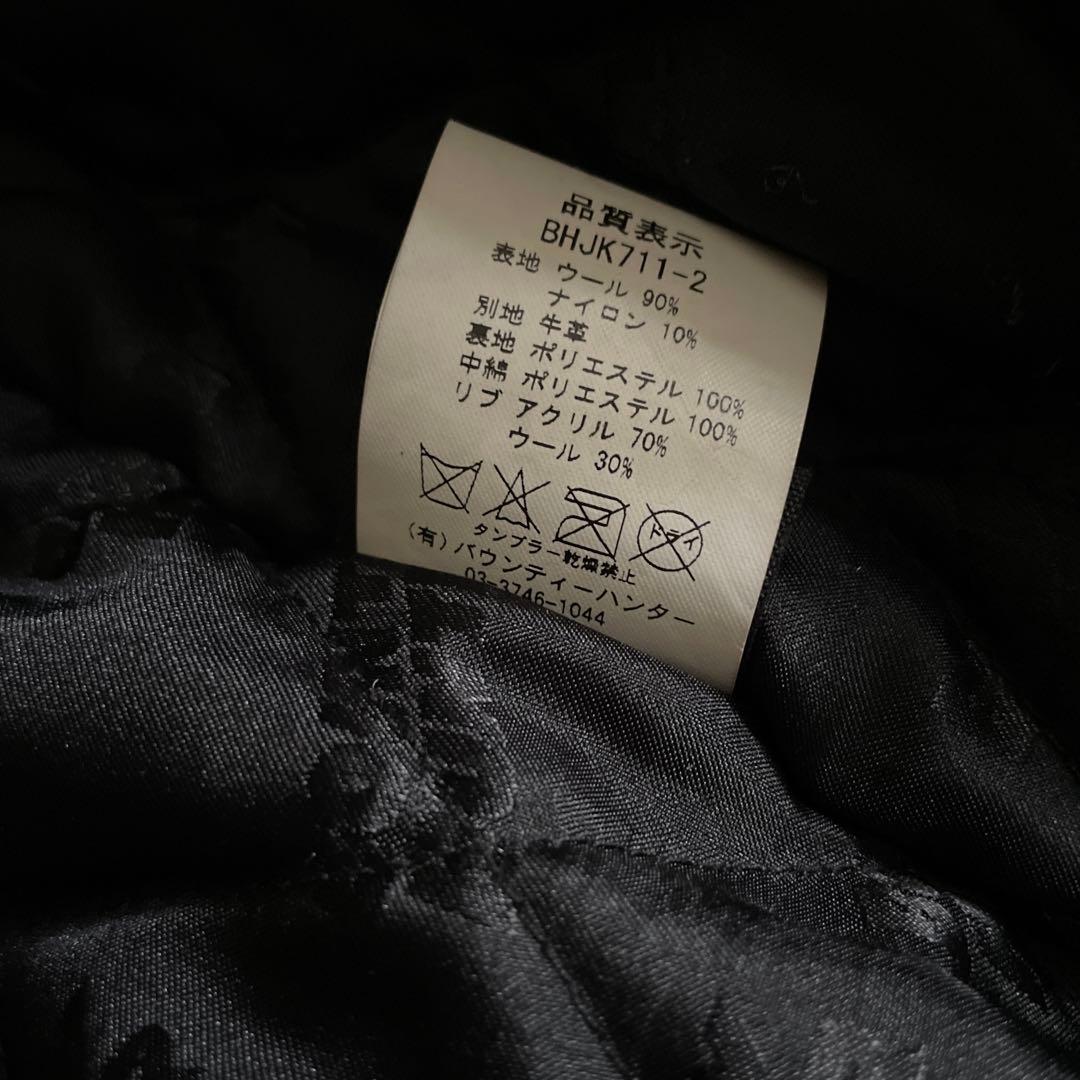 品質表示
BHJK711-2
表地 ウール 90%
ナイロン 10%
別地 牛革
裏地 ポリエステル 100%
中綿 ポリエステル 100%
リブ アクリル 70%
ウール 30%
ドライ
タンブラー乾燥禁止
(有)バウンティーハンター
03-3746-1044